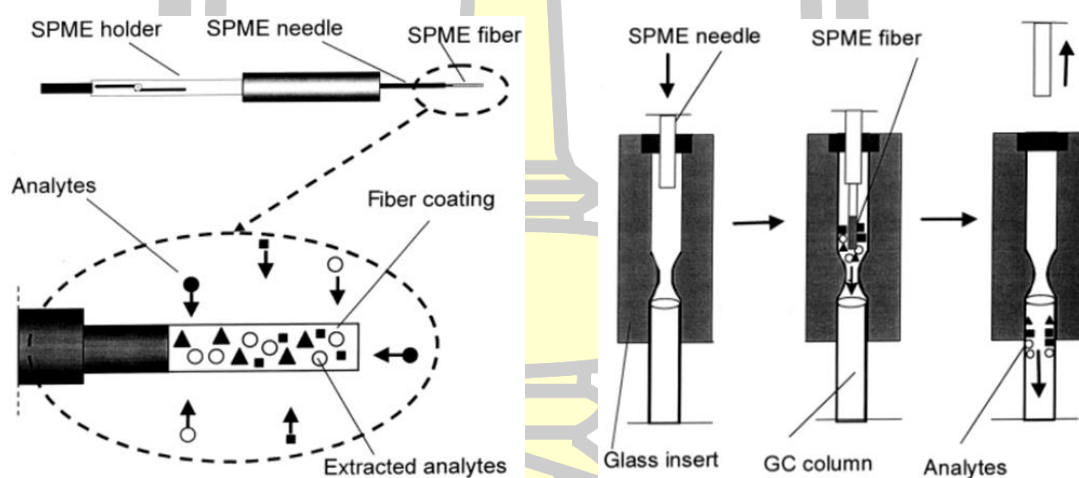 SPME holder
SPME needle
SPME fiber
Analytes
Fiber coating
Extracted analytes
SPME needle
SPME fiber
Glass insert
GC column
Analytes